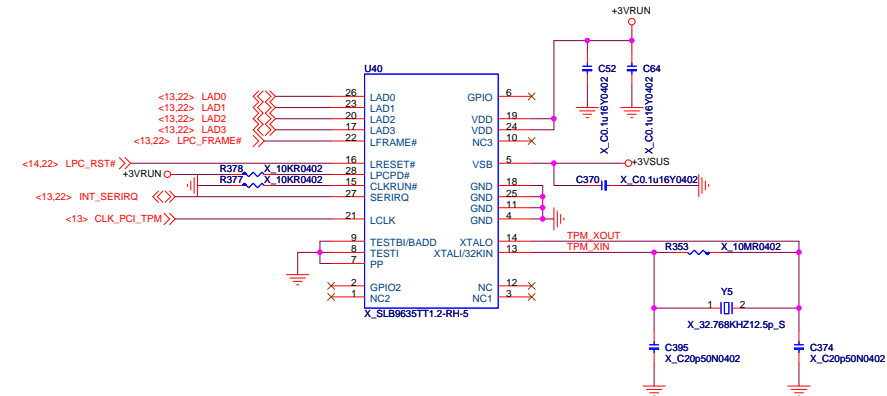 +3VRUN
U40
C52
C64
X_C0.1u16Y0402
X_C0.1u16Y0402
<13,22> LAD0 26 LAD0 GPIO 6
<13,22> LAD1 23 LAD1
<13,22> LAD2 20 LAD2 VDD 19
<13,22> LAD3 17 LAD3 VDD 24
<13,22> LPC_FRAME# 22 LFRAME# NC3 10
<14,22> LPC_RST# 16 LRESET# VSB 5 +3VSUS
+3VRUN R378 X_10KR0402 28 LPCPD#
R377 X_10KR0402 15 CLKRUN# GND 18
C370 X_C0.1u16Y0402
<13,22> INT_SERIRQ 27 SERIRQ GND 25
GND 11
<13> CLK_PCI_TPM 21 LCLK GND 4
9 TESTBI/BADD XTALO 14 TPM_XOUT
8 TESTI XTALI/32KIN 13 TPM_XIN R353 X_10MR0402
7 PP
2 GPIO2 NC 12
1 NC2 NC1 3
X_SLB9635TT1.2-RH-5
Y5
1 2
X_32.768KHZ12.5p_S
C395
X_C20p50N0402
C374
X_C20p50N0402